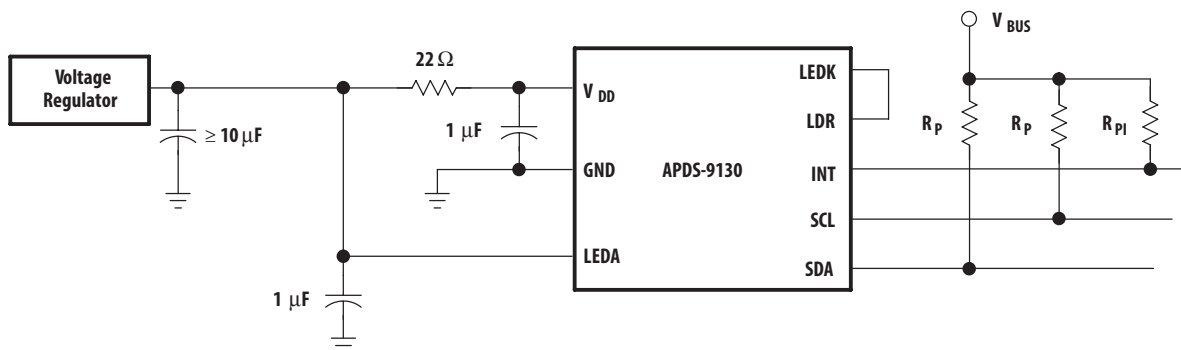 V BUS
22 Ω
Voltage
Regulator
LEDK
V DD
≥ 10 µF
1 µF
LDR
R P
R P
R PI
GND
APDS-9130
INT
SCL
LEDA
SDA
1 µF